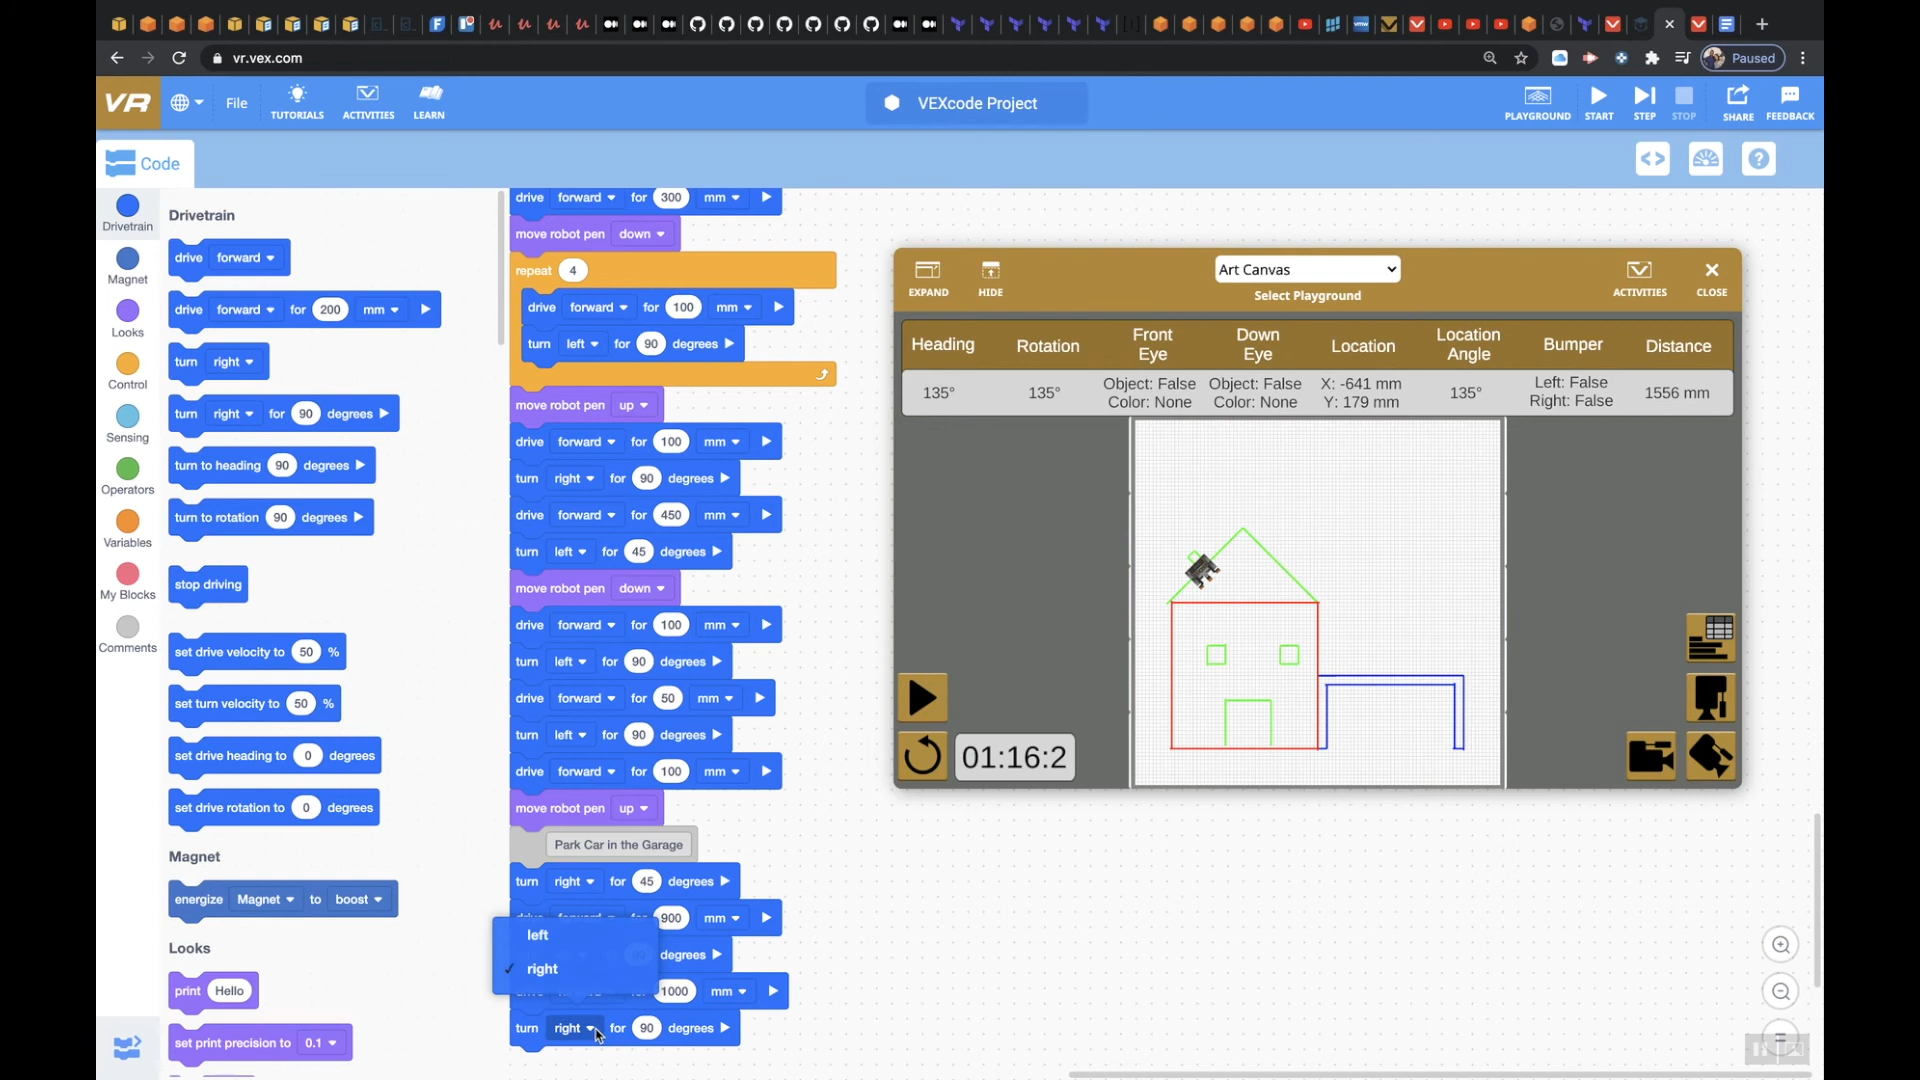 vr.vex.com
Paused
VR
File
TUTORIALS
ACTIVITIES
LEARN
VEXcode Project
PLAYGROUND
START
STEP
STOP
SHARE
FEEDBACK
Code
Drivetrain
Magnet
Looks
Control
Sensing
Operators
Variables
My Blocks
Comments
Drivetrain
drive forward
drive forward for 200 mm
turn right
turn right for 90 degrees
turn to heading 90 degrees
turn to rotation 90 degrees
stop driving
set drive velocity to 50 %
set turn velocity to 50 %
set drive heading to 0 degrees
set drive rotation to 0 degrees
Magnet
energize Magnet to boost
Looks
print Hello
set print precision to 0.1
drive forward for 300 mm
move robot pen down
repeat 4
drive forward for 100 mm
turn left for 90 degrees
move robot pen up
drive forward for 100 mm
turn right for 90 degrees
drive forward for 450 mm
turn left for 45 degrees
move robot pen down
drive forward for 100 mm
turn left for 90 degrees
drive forward for 50 mm
turn left for 90 degrees
drive forward for 100 mm
move robot pen up
Park Car in the Garage
turn right for 45 degrees
900 mm
left
degrees
right
1000 mm
turn right for 90 degrees
EXPAND
HIDE
Art Canvas
Select Playground
ACTIVITIES
CLOSE
Heading
Rotation
Front Eye
Down Eye
Location
Location Angle
Bumper
Distance
135°
135°
Object: False
Color: None
Object: False
Color: None
X: -641 mm
Y: 179 mm
135°
Left: False
Right: False
1556 mm
01:16:2